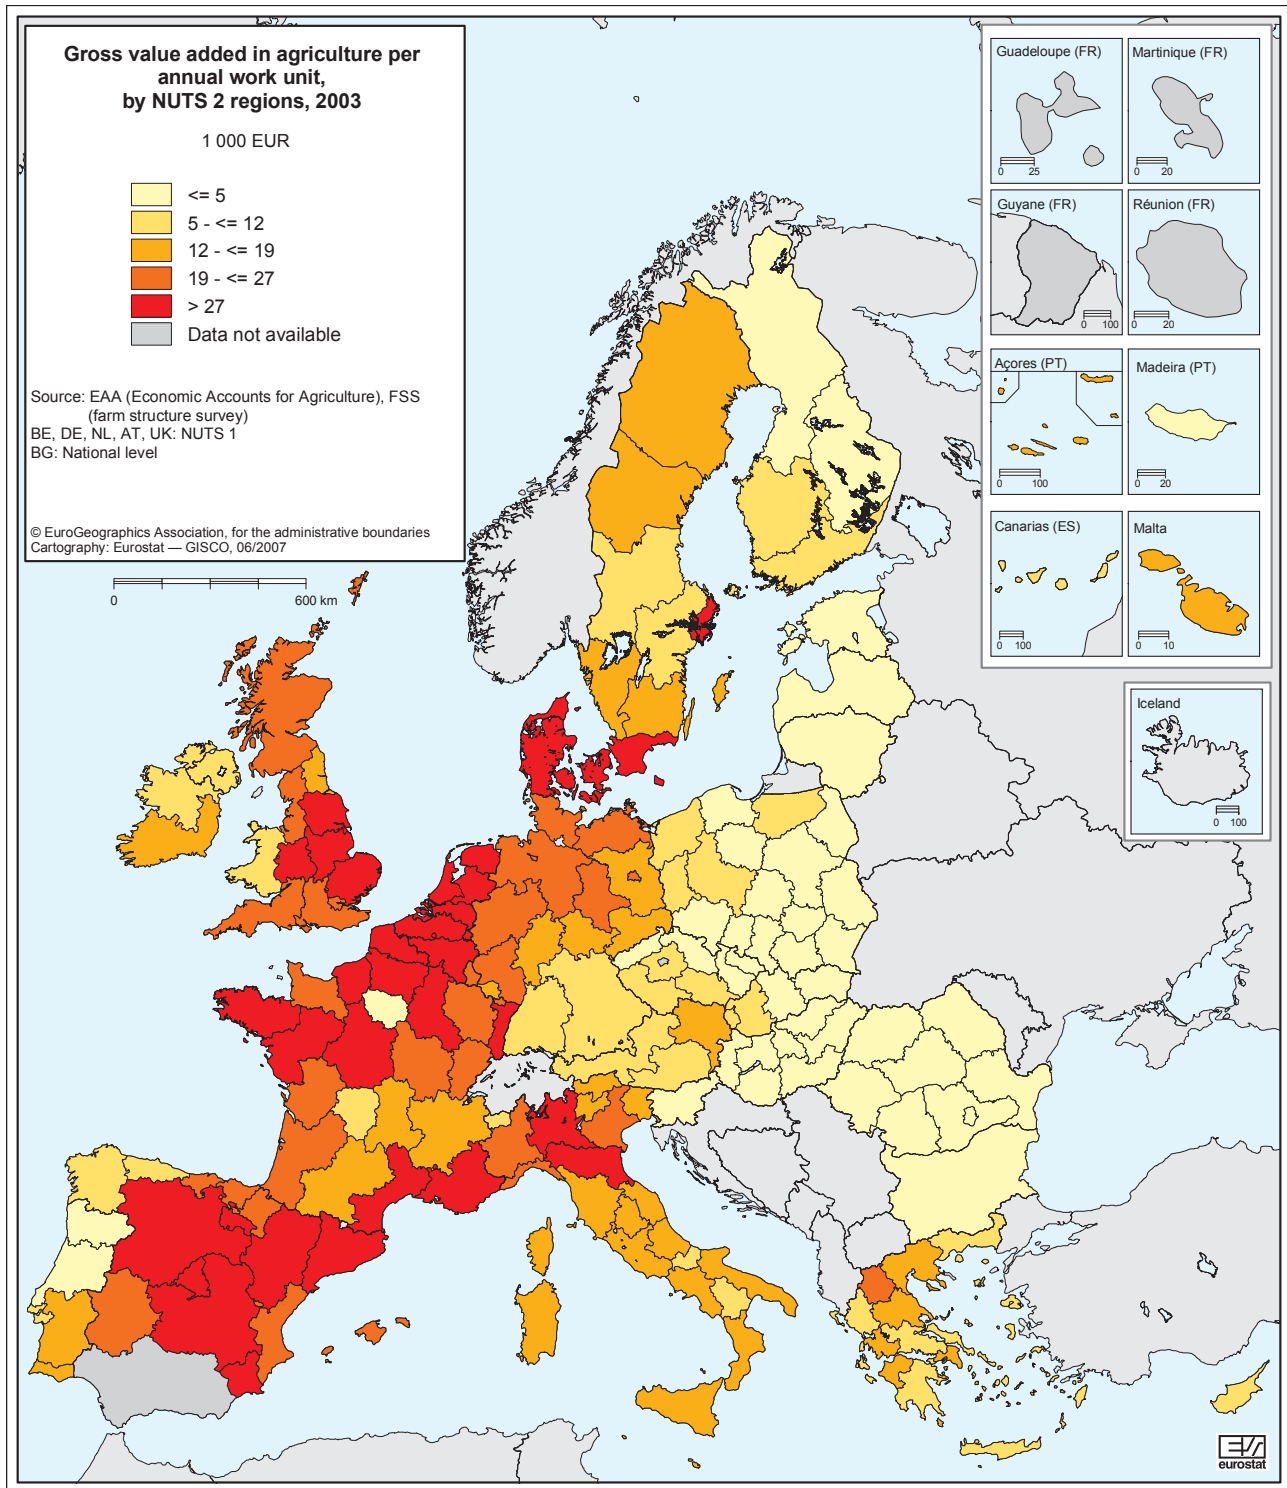 Gross value added in agriculture per
annual work unit,
by NUTS 2 regions, 2003
1 000 EUR
<= 5
5 - <= 12
12 - <= 19
19 - <= 27
> 27
Data not available
Source: EAA (Economic Accounts for Agriculture), FSS
(farm structure survey)
BE, DE, NL, AT, UK: NUTS 1
BG: National level
© EuroGeographics Association, for the administrative boundaries
Cartography: Eurostat — GISCO, 06/2007
0 600 km
Guadeloupe (FR)
0 25
Martinique (FR)
0 20
Guyane (FR)
0 100
Réunion (FR)
0 20
Açores (PT)
0 100
Madeira (PT)
0 20
Canarias (ES)
0 100
Malta
0 10
Iceland
0 100
eurostat